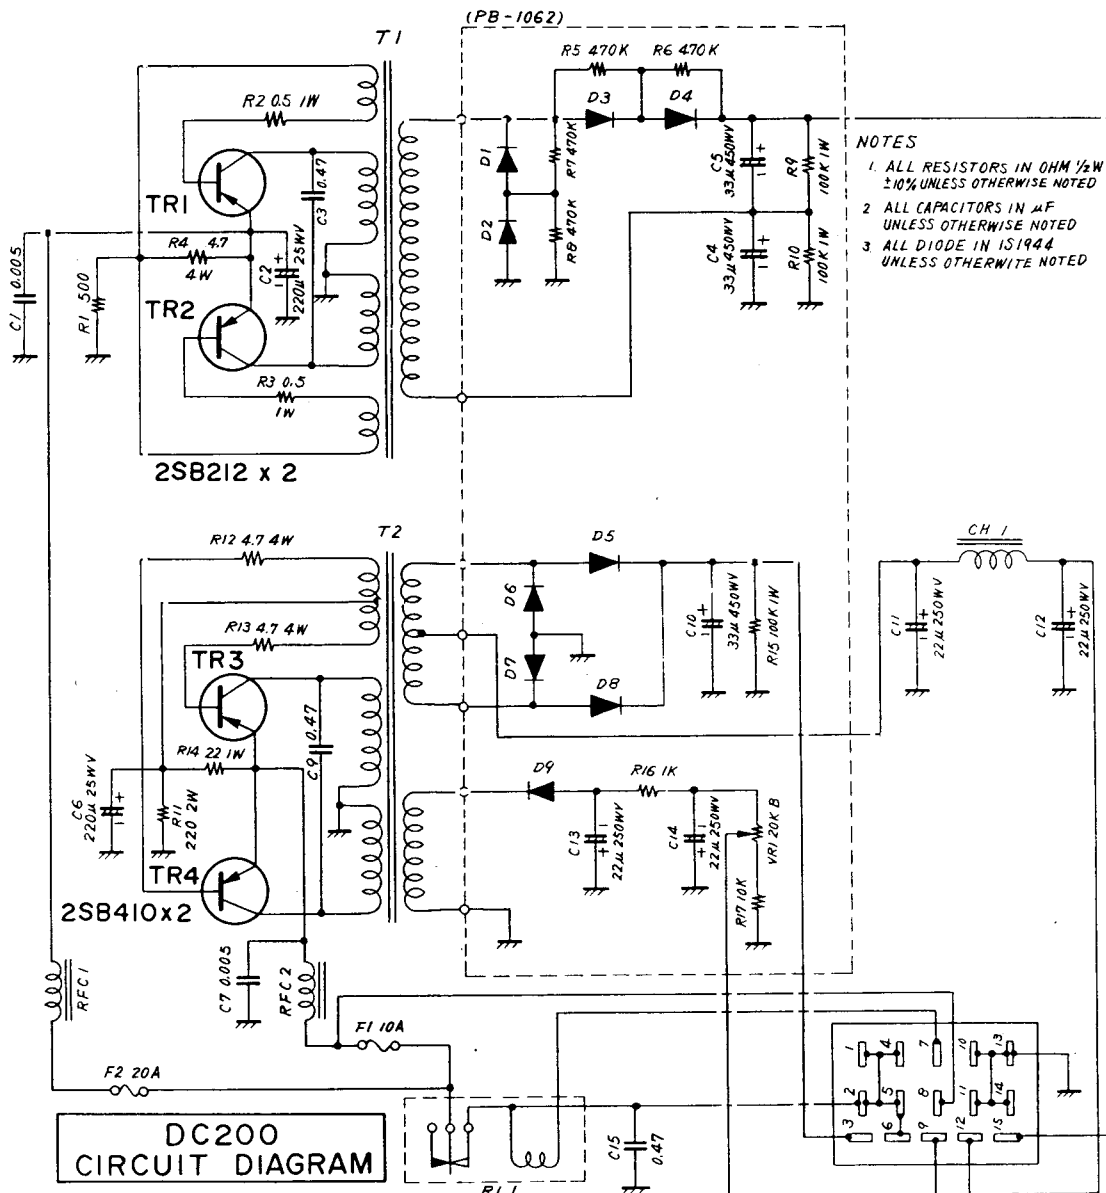 (PB-1062)
T1
R5 470K
R6 470K
R2 0.5 1W
D3
D4
D1
R7 470K
C5
33µ 450WV
R9
100K 1W
NOTES
1. ALL RESISTORS IN OHM ½W
±10% UNLESS OTHERWISE NOTED
2 ALL CAPACITORS IN µF
UNLESS OTHERWISE NOTED
3. ALL DIODE IN 1S1944
UNLESS OTHERWITE NOTED
TR1
0.47
C3
D2
R8 470K
C4
33µ 450WV
R10
100K 1W
C1 0.005
R1 500
R4 4.7
4W
C2
220µ 25WV
+
TR2
R3 0.5
1W
2SB212 x 2
T2
R12 4.7 4W
D5
CH 1
D6
R13 4.7 4W
C10
33µ 450WV
R15 100K 1W
C11
22µ 250WV
C12
22µ 250WV
TR3
D7
D8
R14 22 1W
C9 0.47
C6
220µ 25WV
R11
220 2W
D9
R16 1K
C13
22µ 250WV
C14
22µ 250WV
VR1 20K B
R17 10K
TR4
2SB410x2
RFC1
C7 0.005
RFC2
F1 10A
F2 20A
1
4
7
10
13
2
5
8
11
14
3
6
9
12
15
DC200
CIRCUIT DIAGRAM
C15
0.47
RL1